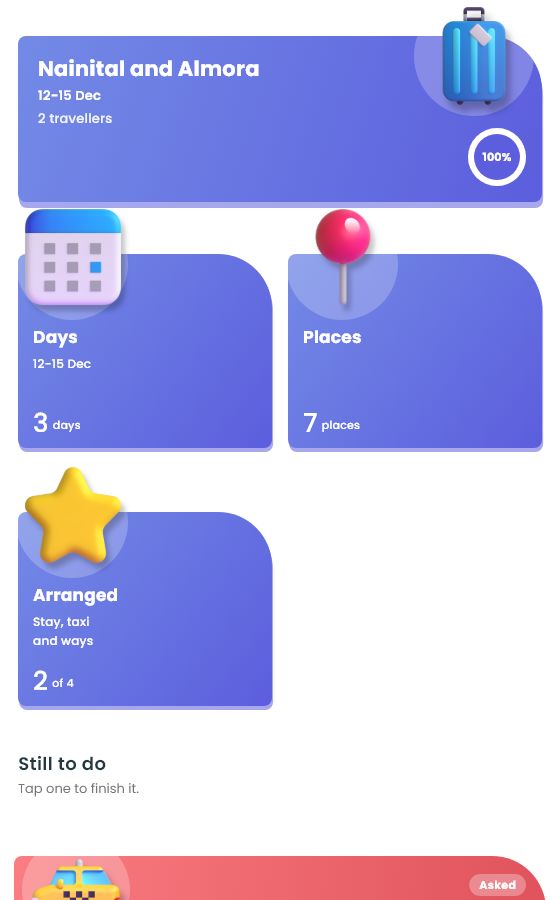 Nainital and Almora
12-15 Dec
2 travellers
100%
Days
12-15 Dec
3 days
Places
7 places
Arranged
Stay, taxi
and ways
2 of 4
Still to do
Tap one to finish it.
Asked